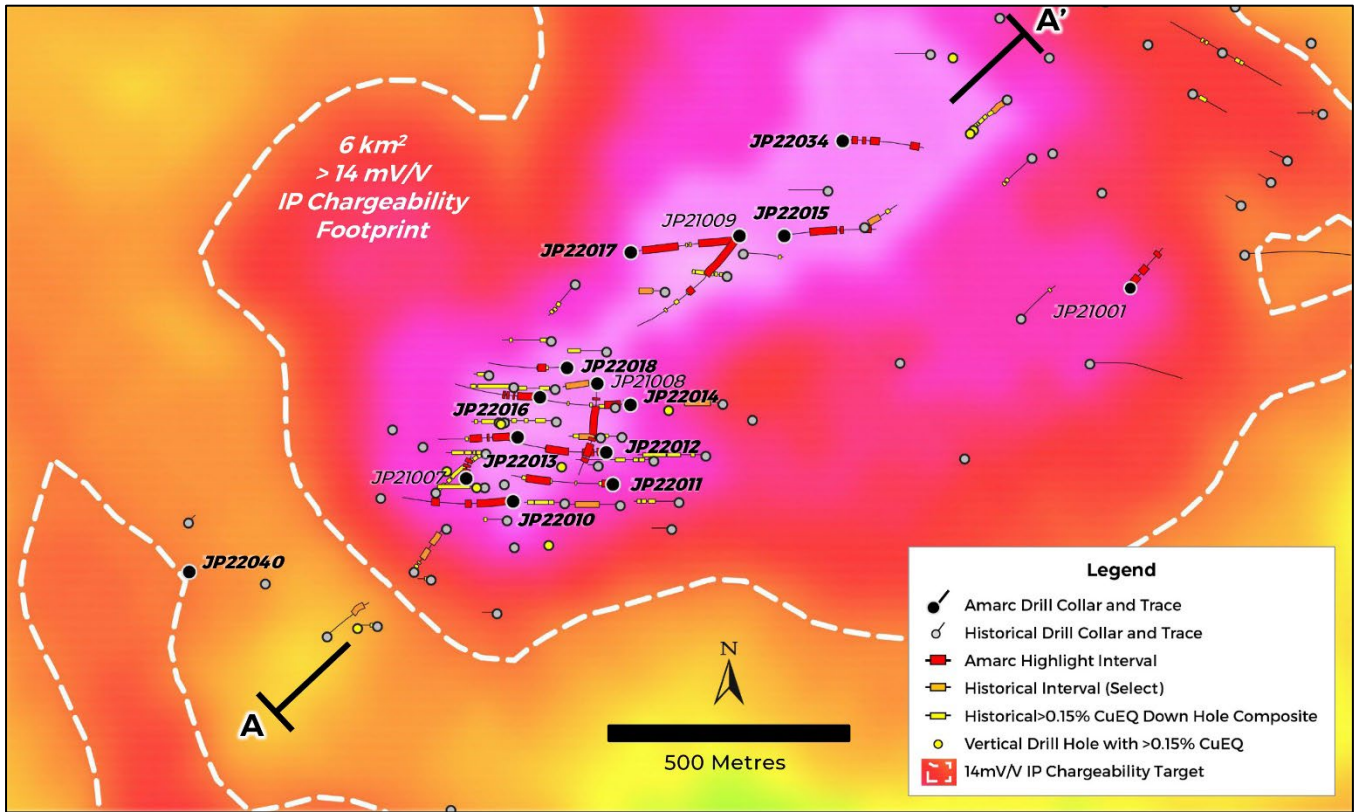 A'
6 km²
> 14 mV/V
IP Chargeability
Footprint
JP22034
JP21009
JP22015
JP22017
JP21001
JP22018
JP21008
JP22014
JP22016
JP22012
JP22013
JP21007
JP22011
JP22010
JP22040
A
N
500 Metres
Legend
Amarc Drill Collar and Trace
Historical Drill Collar and Trace
Amarc Highlight Interval
Historical Interval (Select)
Historical>0.15% CuEQ Down Hole Composite
Vertical Drill Hole with >0.15% CuEQ
14mV/V IP Chargeability Target